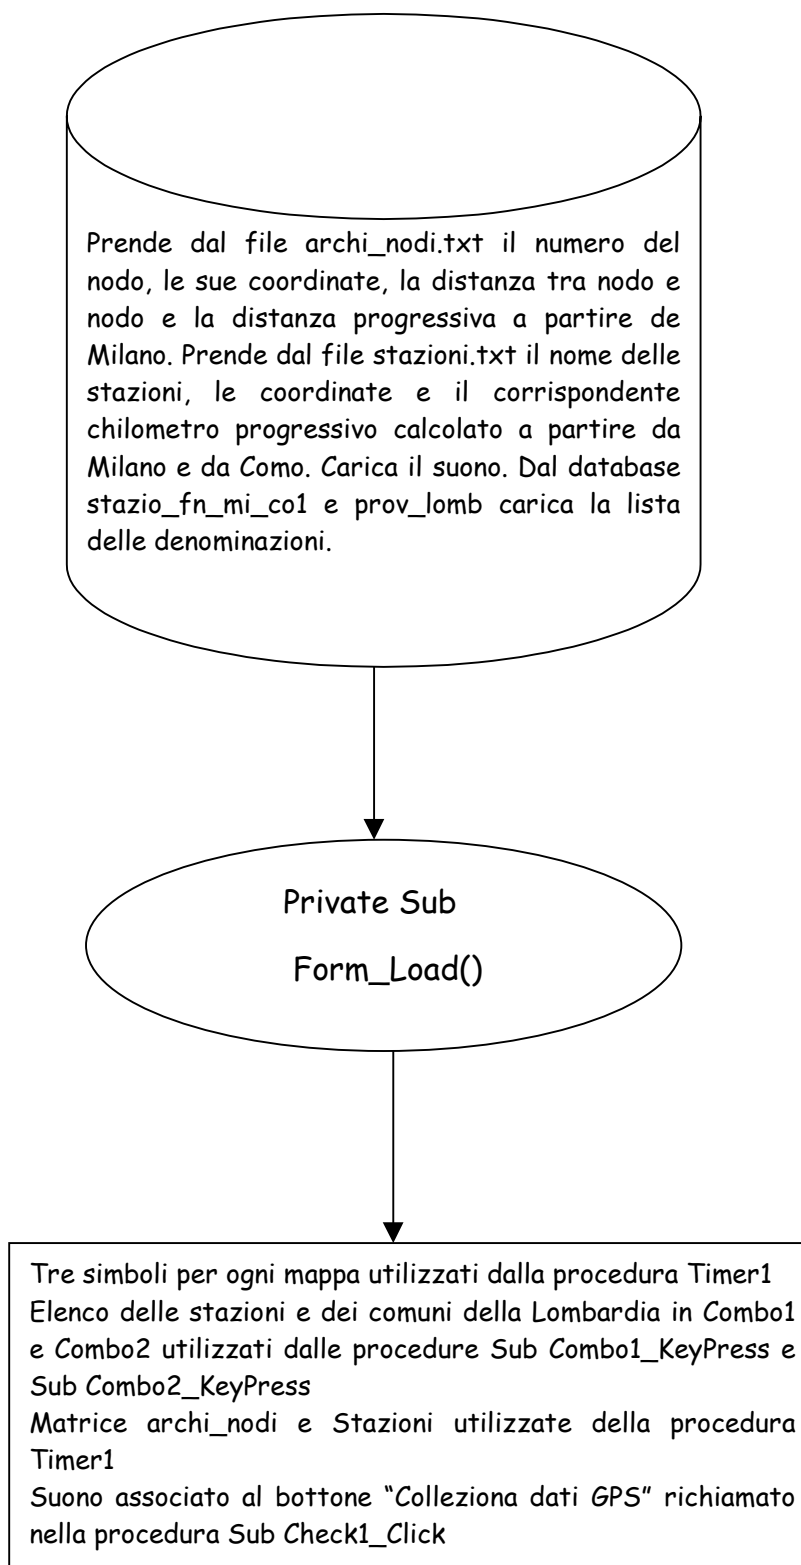 Prende dal file archi_nodi.txt il numero del
nodo, le sue coordinate, la distanza tra nodo e
nodo e la distanza progressiva a partire de
Milano. Prende dal file stazioni.txt il nome delle
stazioni, le coordinate e il corrispondente
chilometro progressivo calcolato a partire da
Milano e da Como. Carica il suono. Dal database
stazio_fn_mi_co1 e prov_lomb carica la lista
delle denominazioni.
Private Sub
Form_Load()
Tre simboli per ogni mappa utilizzati dalla procedura Timer1
Elenco delle stazioni e dei comuni della Lombardia in Combo1
e Combo2 utilizzati dalle procedure Sub Combo1_KeyPress e
Sub Combo2_KeyPress
Matrice archi_nodi e Stazioni utilizzate della procedura
Timer1
Suono associato al bottone “Colleziona dati GPS” richiamato
nella procedura Sub Check1_Click